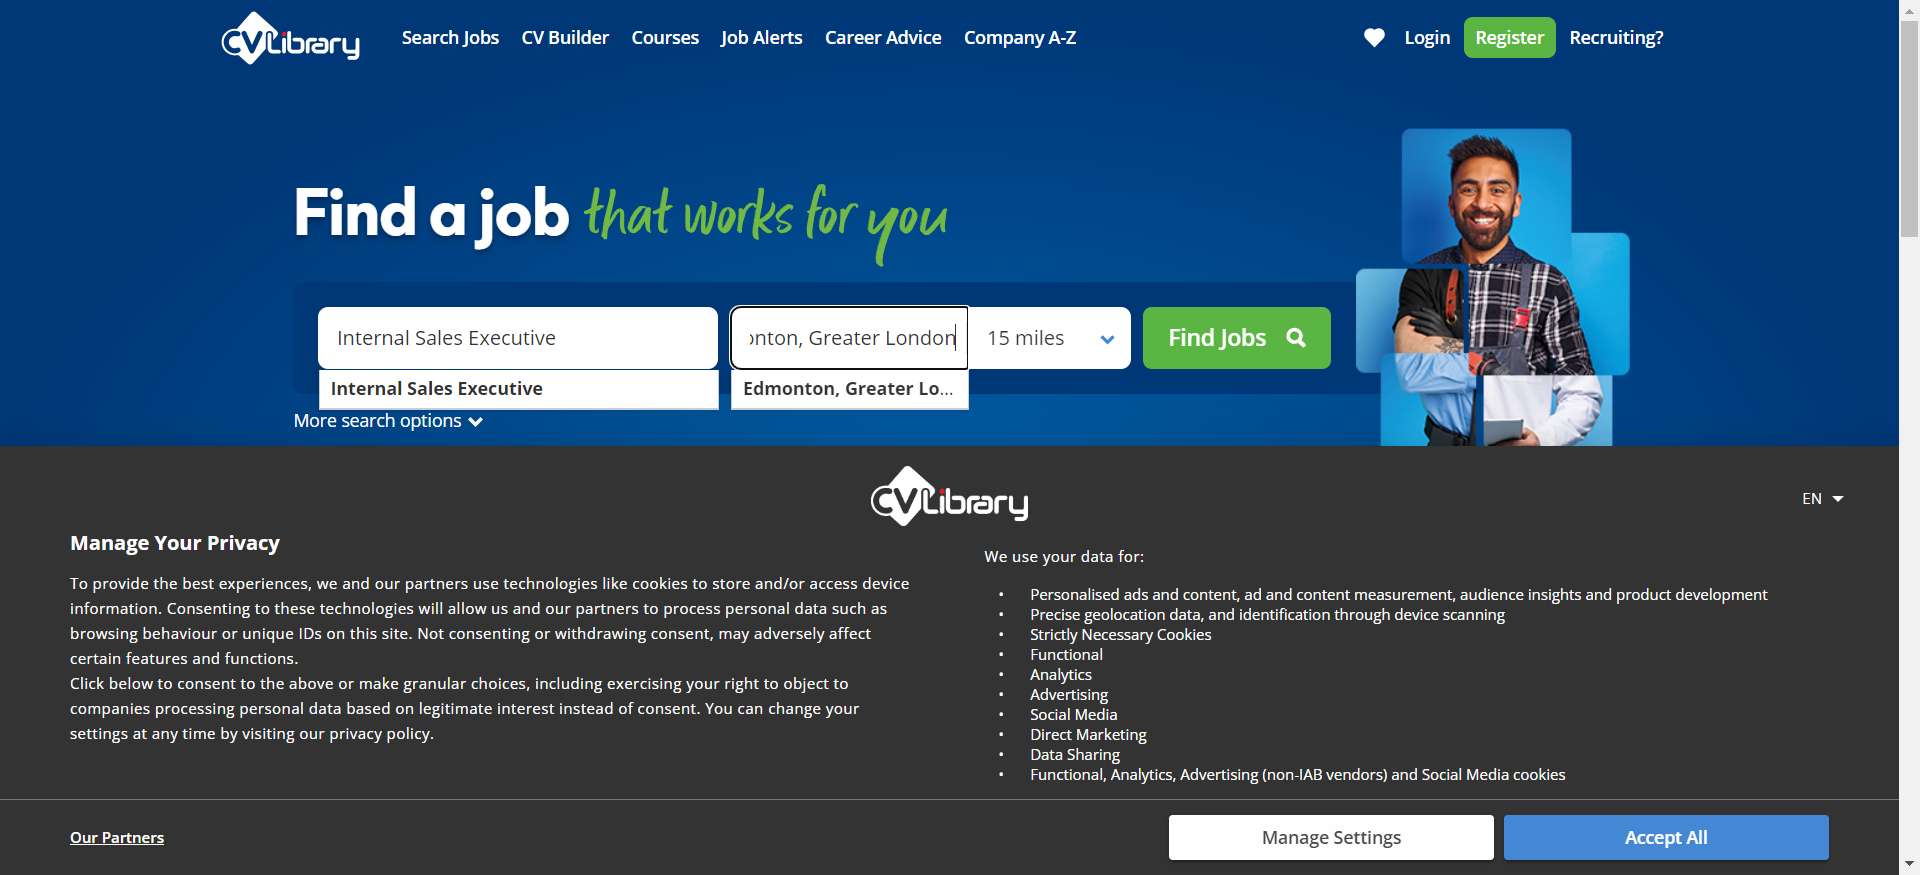 CVLibrary
Search Jobs
CV Builder
Courses
Job Alerts
Career Advice
Company A-Z
Login
Register
Recruiting?
Find a job that works for you
Internal Sales Executive
onton, Greater London
15 miles
Find Jobs
Internal Sales Executive
Edmonton, Greater Lo...
More search options
CVLibrary
EN
Manage Your Privacy
To provide the best experiences, we and our partners use technologies like cookies to store and/or access device
information. Consenting to these technologies will allow us and our partners to process personal data such as
browsing behaviour or unique IDs on this site. Not consenting or withdrawing consent, may adversely affect
certain features and functions.
Click below to consent to the above or make granular choices, including exercising your right to object to
companies processing personal data based on legitimate interest instead of consent. You can change your
settings at any time by visiting our privacy policy.
We use your data for:
• Personalised ads and content, ad and content measurement, audience insights and product development
• Precise geolocation data, and identification through device scanning
• Strictly Necessary Cookies
• Functional
• Analytics
• Advertising
• Social Media
• Direct Marketing
• Data Sharing
• Functional, Analytics, Advertising (non-IAB vendors) and Social Media cookies
Our Partners
Manage Settings
Accept All